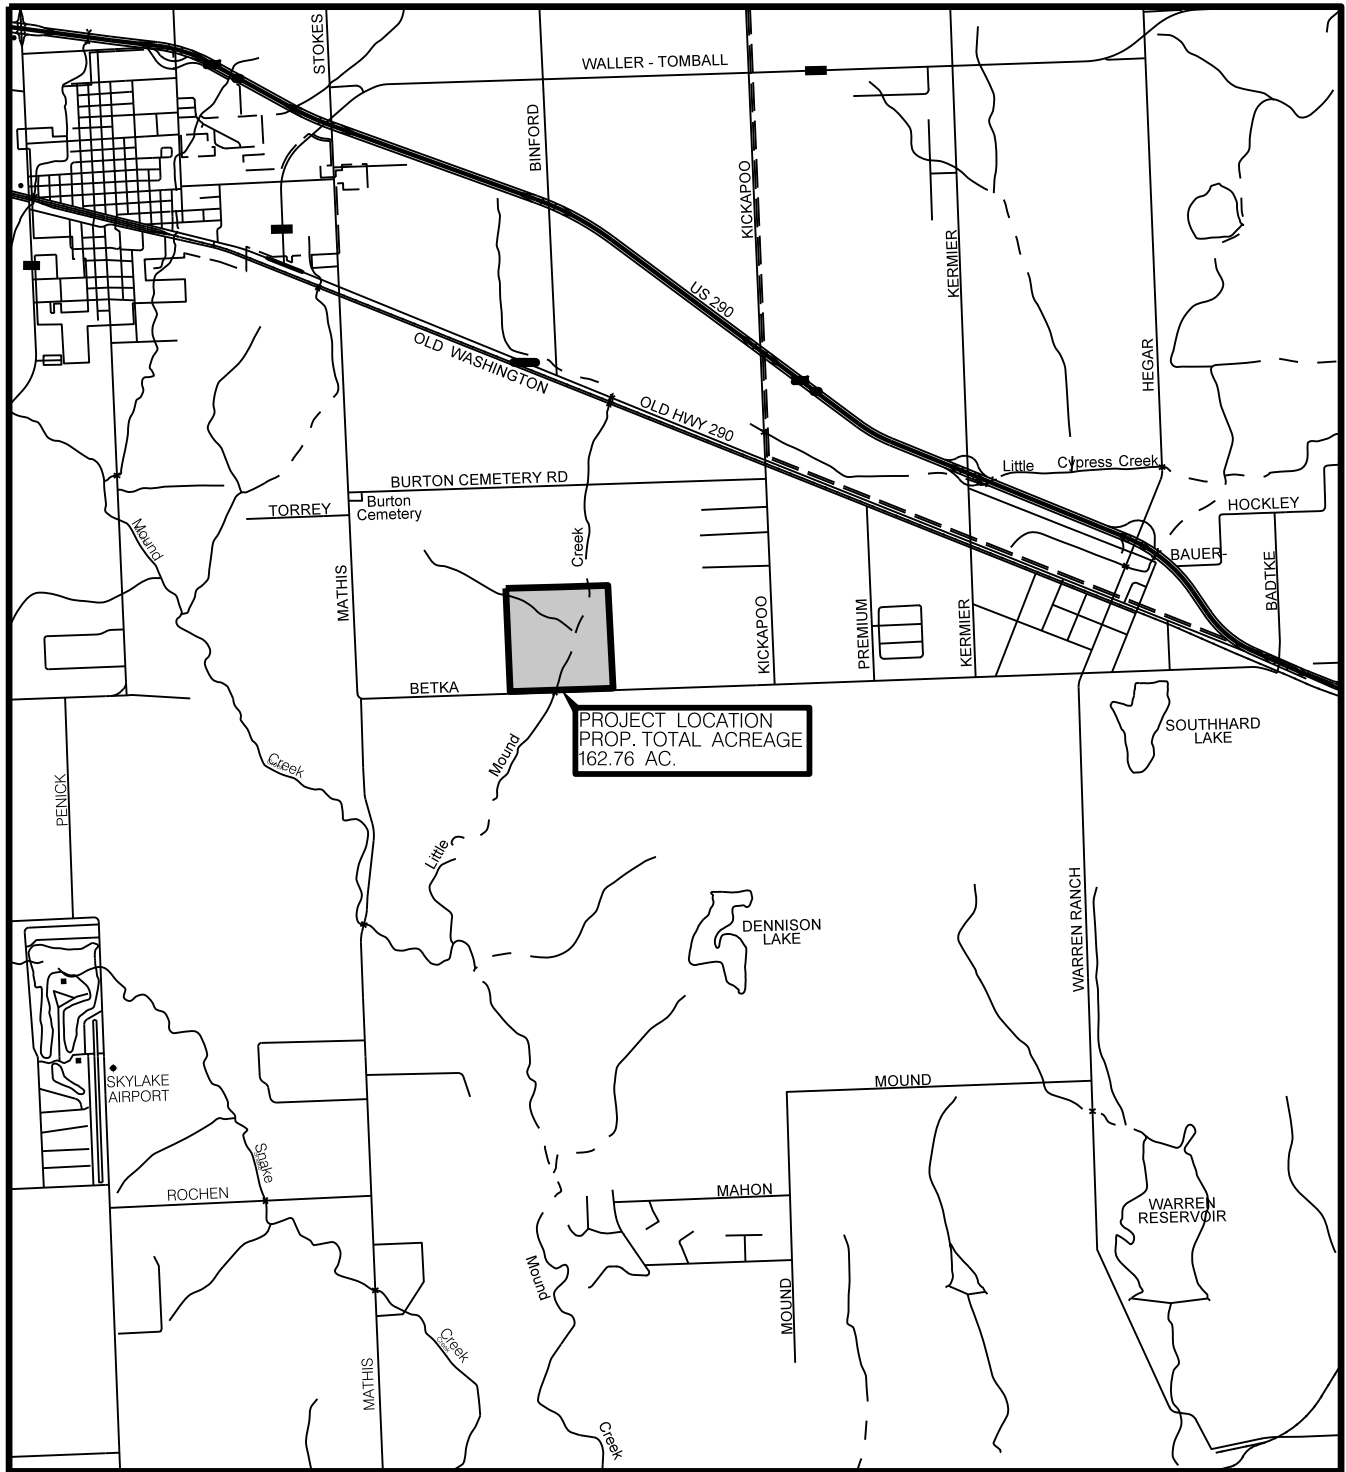 STOKES
WALLER - TOMBALL
BINFORD
KICKAPOO
KERMIER
US 290
HEGAR
OLD WASHINGTON
OLD HWY 290
Little Cypress Creek
BURTON CEMETERY RD
Burton
Cemetery
TORREY
HOCKLEY
Mound
Creek
BAUER-
BADTKE
MATHIS
KICKAPOO
PREMIUM
KERMIER
BETKA
PROJECT LOCATION
PROP. TOTAL ACREAGE
162.76 AC.
SOUTHHARD
LAKE
Mound
Creek
PENICK
Little
WARREN RANCH
DENNISON
LAKE
SKYLAKE
AIRPORT
MOUND
Snake
ROCHEN
MAHON
WARREN
RESERVOIR
Mound
MOUND
Creek
MATHIS
Creek